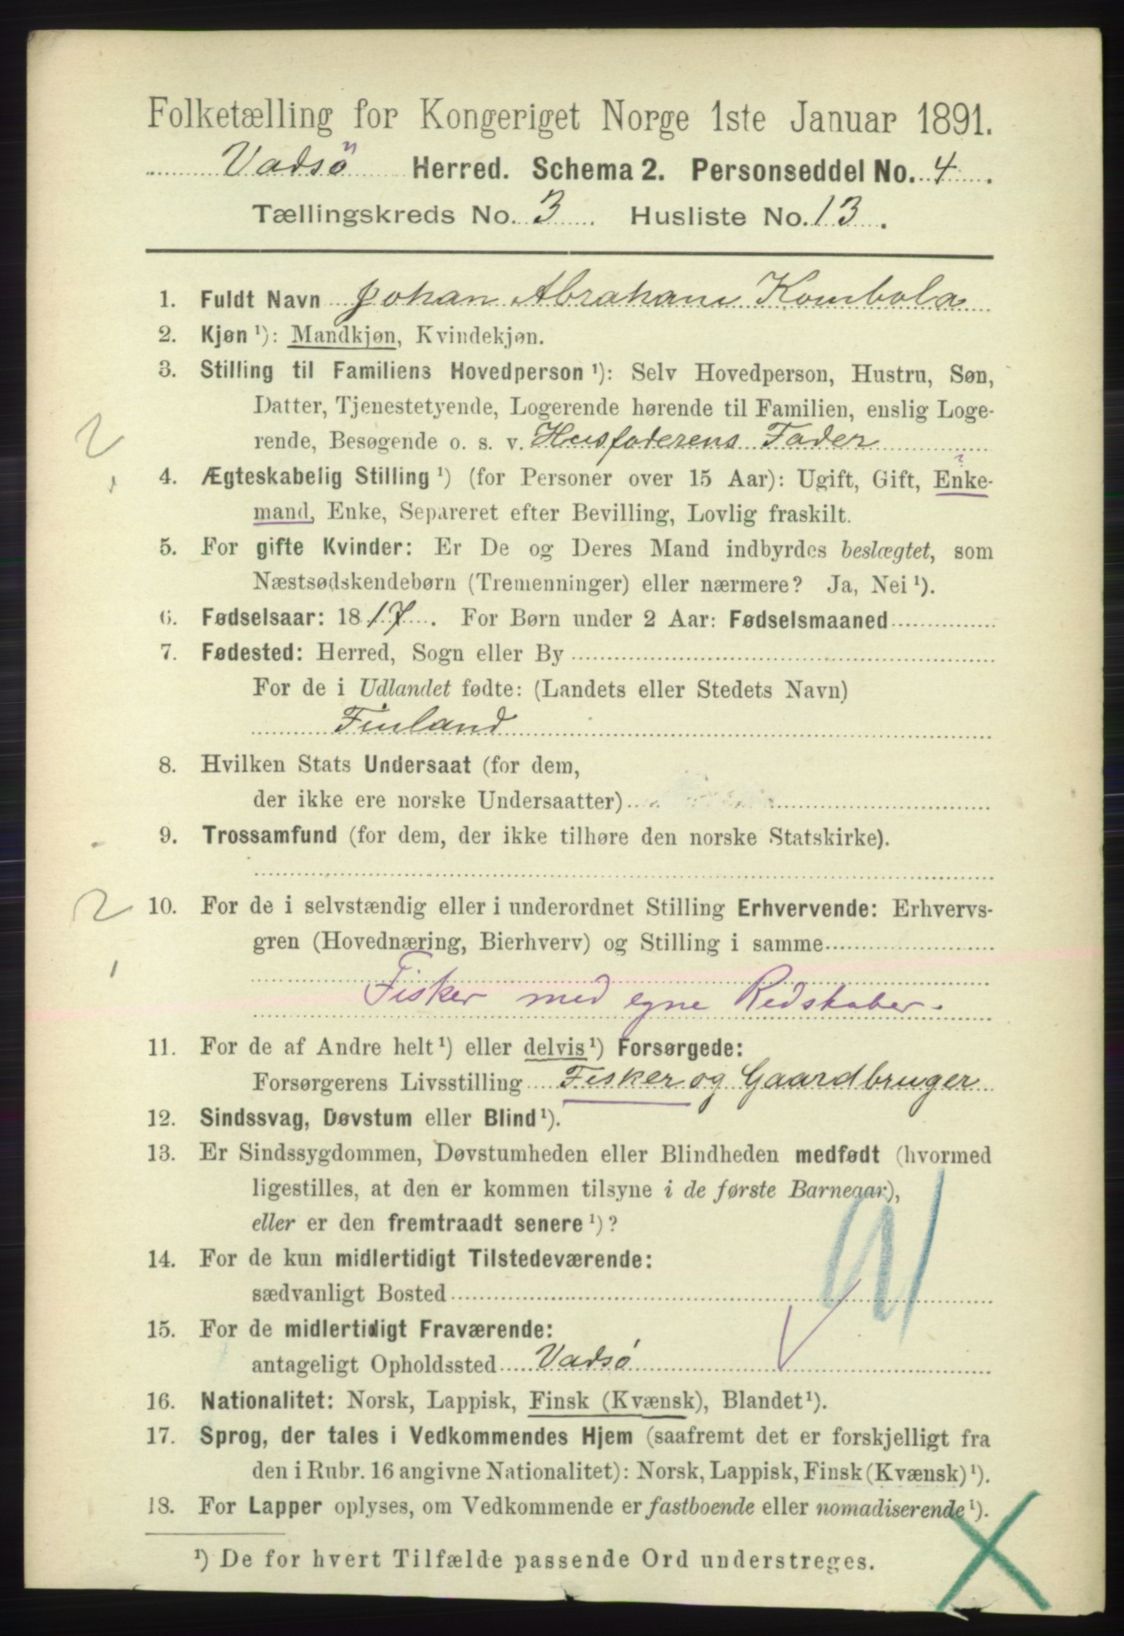 Folketælling for Kongeriget Norge 1ste Januar 1891.
Vadsø Herred. Schema 2. Personseddel No. 4.
Tællingskreds No. 3 Husliste No. 13.
1. Fuldt Navn Johan Abraham Kombola
2. Kjøn ¹): Mandkjøn, Kvindekjøn.
3. Stilling til Familiens Hovedperson ¹): Selv Hovedperson, Hustru, Søn,
Datter, Tjenestetyende, Logerende hørende til Familien, enslig Loge-
rende, Besøgende o. s. v. Husfaderens Fader
2
4. Ægteskabelig Stilling ¹) (for Personer over 15 Aar): Ugift, Gift, Enke-
mand, Enke, Separeret efter Bevilling, Lovlig fraskilt.
5. For gifte Kvinder: Er De og Deres Mand indbyrdes beslægtet, som
Næstsødskendebørn (Tremenninger) eller nærmere? Ja, Nei ¹).
6. Fødselsaar: 1817. For Børn under 2 Aar: Fødselsmaaned
7. Fødested: Herred, Sogn eller By
For de i Udlandet fødte: (Landets eller Stedets Navn)
Finland
8. Hvilken Stats Undersaat (for dem,
der ikke ere norske Undersaatter)
9. Trossamfund (for dem, der ikke tilhøre den norske Statskirke).
2 10. For de i selvstændig eller i underordnet Stilling Erhvervende: Erhvervs-
gren (Hovednæring, Bierhverv) og Stilling i samme
Fisker med egne Redskaber.
11. For de af Andre helt ¹) eller delvis ¹) Forsørgede:
Forsørgerens Livsstilling Fisker og Gaardbruger
12. Sindssvag, Døvstum eller Blind ¹).
13. Er Sindssygdommen, Døvstumheden eller Blindheden medfødt (hvormed
ligestilles, at den er kommen tilsyne i de første Barneaar),
eller er den fremtraadt senere ¹)?
14. For de kun midlertidigt Tilstedeværende:
sædvanligt Bosted
15. For de midlertidigt Fraværende:
antageligt Opholdssted Vadsø
16. Nationalitet: Norsk, Lappisk, Finsk (Kvænsk), Blandet ¹).
17. Sprog, der tales i Vedkommendes Hjem (saafremt det er forskjelligt fra
den i Rubr. 16 angivne Nationalitet): Norsk, Lappisk, Finsk (Kvænsk) ¹).
18. For Lapper oplyses, om Vedkommende er fastboende eller nomadiserende ¹).
¹) De for hvert Tilfælde passende Ord understreges.